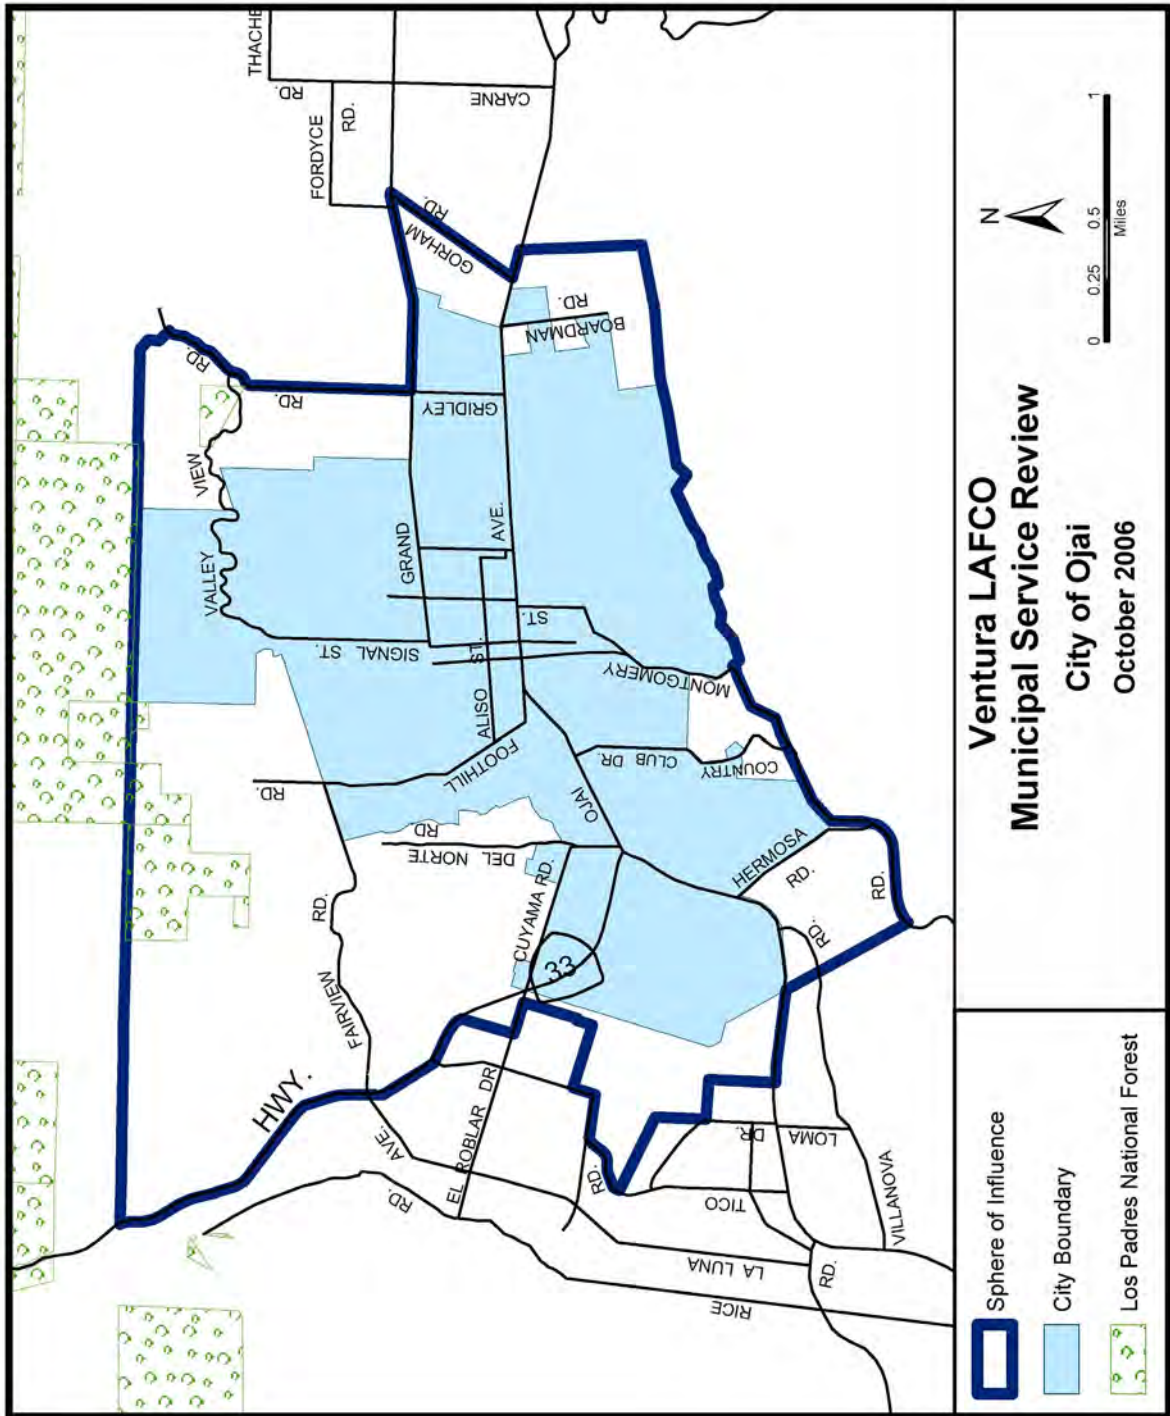 THACHE
RD.
FORDYCE
RD.
CARNE
GORHAM
RD.
BOARDMAN
RD.
RD.
RD.
VIEW
VALLEY
GRIDLEY
GRAND
AVE.
SIGNAL ST.
ST.
ALISO
ST.
MONTGOMERY
FOOTHILL
RD.
CLUB DR.
COUNTRY
OJAI
DEL NORTE
RD
CUYAMA RD.
33
HERMOSA
RD.
RD.
RD.
FAIRVIEW
RD.
HWY.
EL ROBLAR DR.
AVE.
RD.
RD.
DR.
LOMA
TICO
VILLANOVA
LA LUNA
RD.
RICE
Ventura LAFCO
Municipal Service Review
City of Ojai
October 2006
N
0 0.25 0.5 1
Miles
Sphere of Influence
City Boundary
Los Padres National Forest